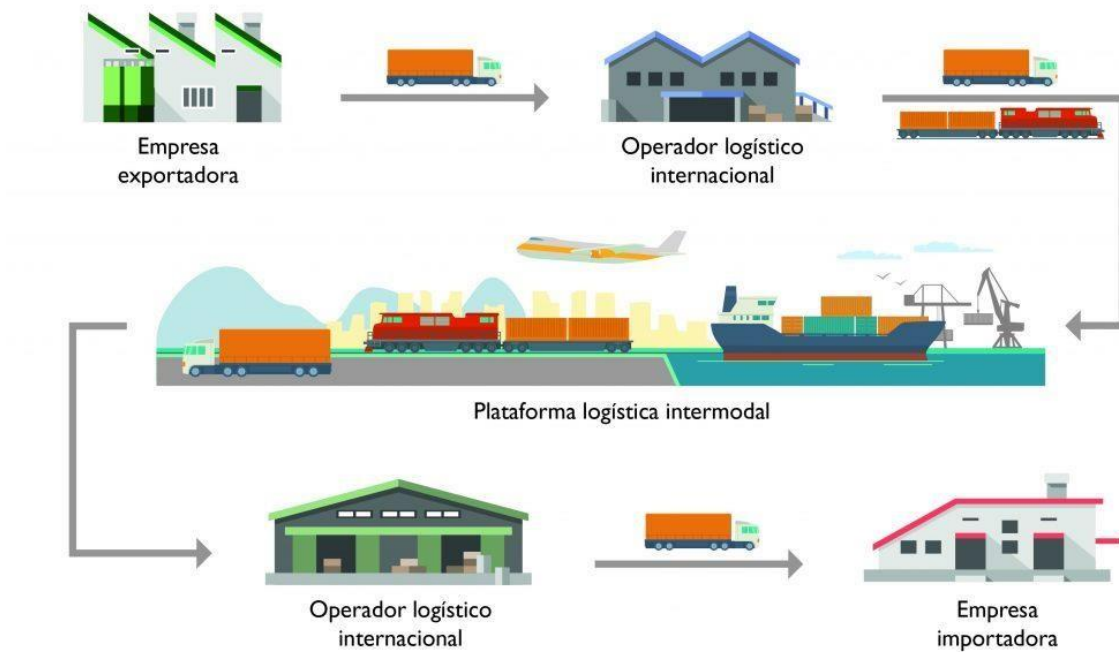 Empresa
exportadora
Operador logístico
internacional
Plataforma logística intermodal
Operador logístico
internacional
Empresa
importadora